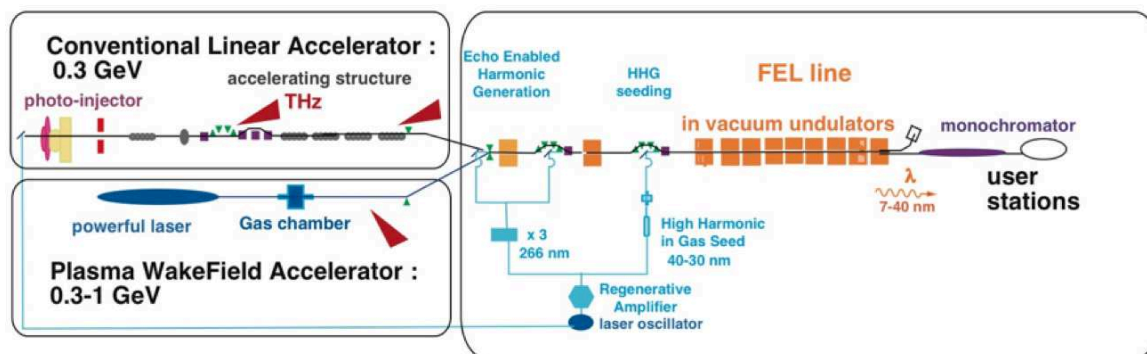 Conventional Linear Accelerator :
0.3 GeV
accelerating structure
photo-injector
THz
powerful laser
Gas chamber
Plasma WakeField Accelerator :
0.3-1 GeV
Echo Enabled
Harmonic
Generation
HHG
seeding
FEL line
in vacuum undulators
monochromator
λ
7-40 nm
user
stations
x 3
266 nm
High Harmonic
in Gas Seed
40-30 nm
Regenerative
Amplifier
laser oscillator